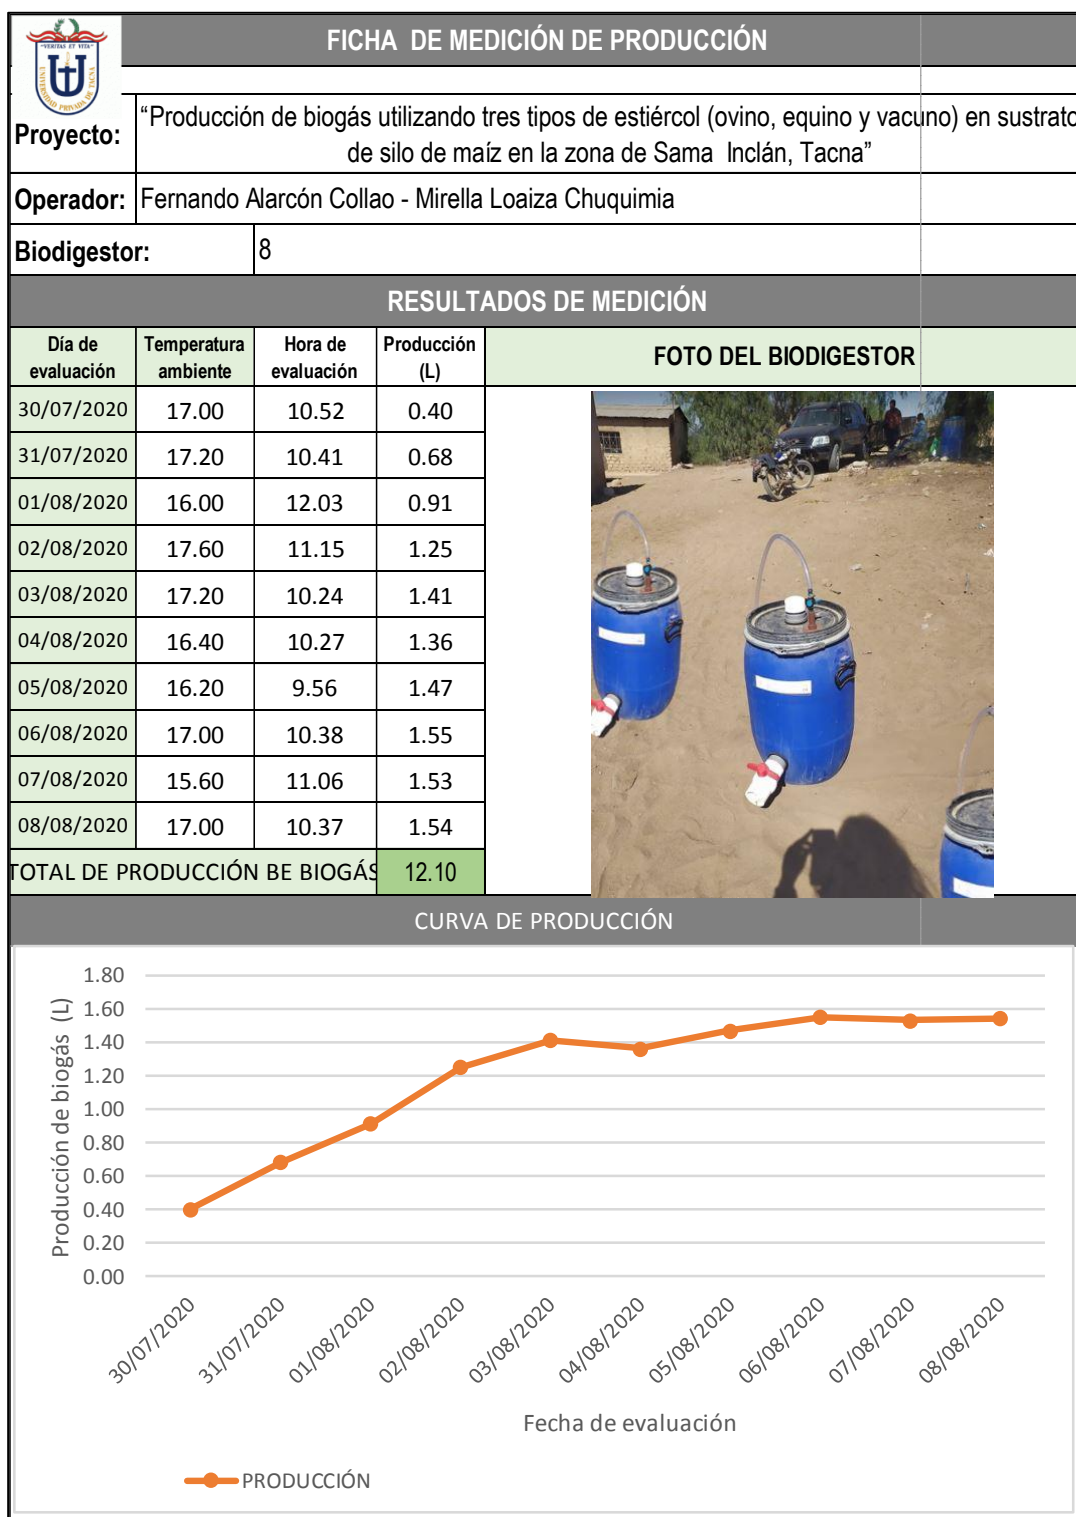 "VERITAS ET VITA"
UNIVERSIDAD PRIVADA DE TACNA
FICHA DE MEDICIÓN DE PRODUCCIÓN
Proyecto: “Producción de biogás utilizando tres tipos de estiércol (ovino, equino y vacuno) en sustrato
de silo de maíz en la zona de Sama Inclán, Tacna”
Operador: Fernando Alarcón Collao - Mirella Loaiza Chuquimia
Biodigestor: 8
RESULTADOS DE MEDICIÓN
Día de evaluación Temperatura ambiente Hora de evaluación Producción (L) FOTO DEL BIODIGESTOR
30/07/2020 17.00 10.52 0.40
31/07/2020 17.20 10.41 0.68
01/08/2020 16.00 12.03 0.91
02/08/2020 17.60 11.15 1.25
03/08/2020 17.20 10.24 1.41
04/08/2020 16.40 10.27 1.36
05/08/2020 16.20 9.56 1.47
06/08/2020 17.00 10.38 1.55
07/08/2020 15.60 11.06 1.53
08/08/2020 17.00 10.37 1.54
TOTAL DE PRODUCCIÓN BE BIOGÁS 12.10
CURVA DE PRODUCCIÓN
Producción de biogás (L)
1.80
1.60
1.40
1.20
1.00
0.80
0.60
0.40
0.20
0.00
30/07/2020 31/07/2020 01/08/2020 02/08/2020 03/08/2020 04/08/2020 05/08/2020 06/08/2020 07/08/2020 08/08/2020
Fecha de evaluación
PRODUCCIÓN